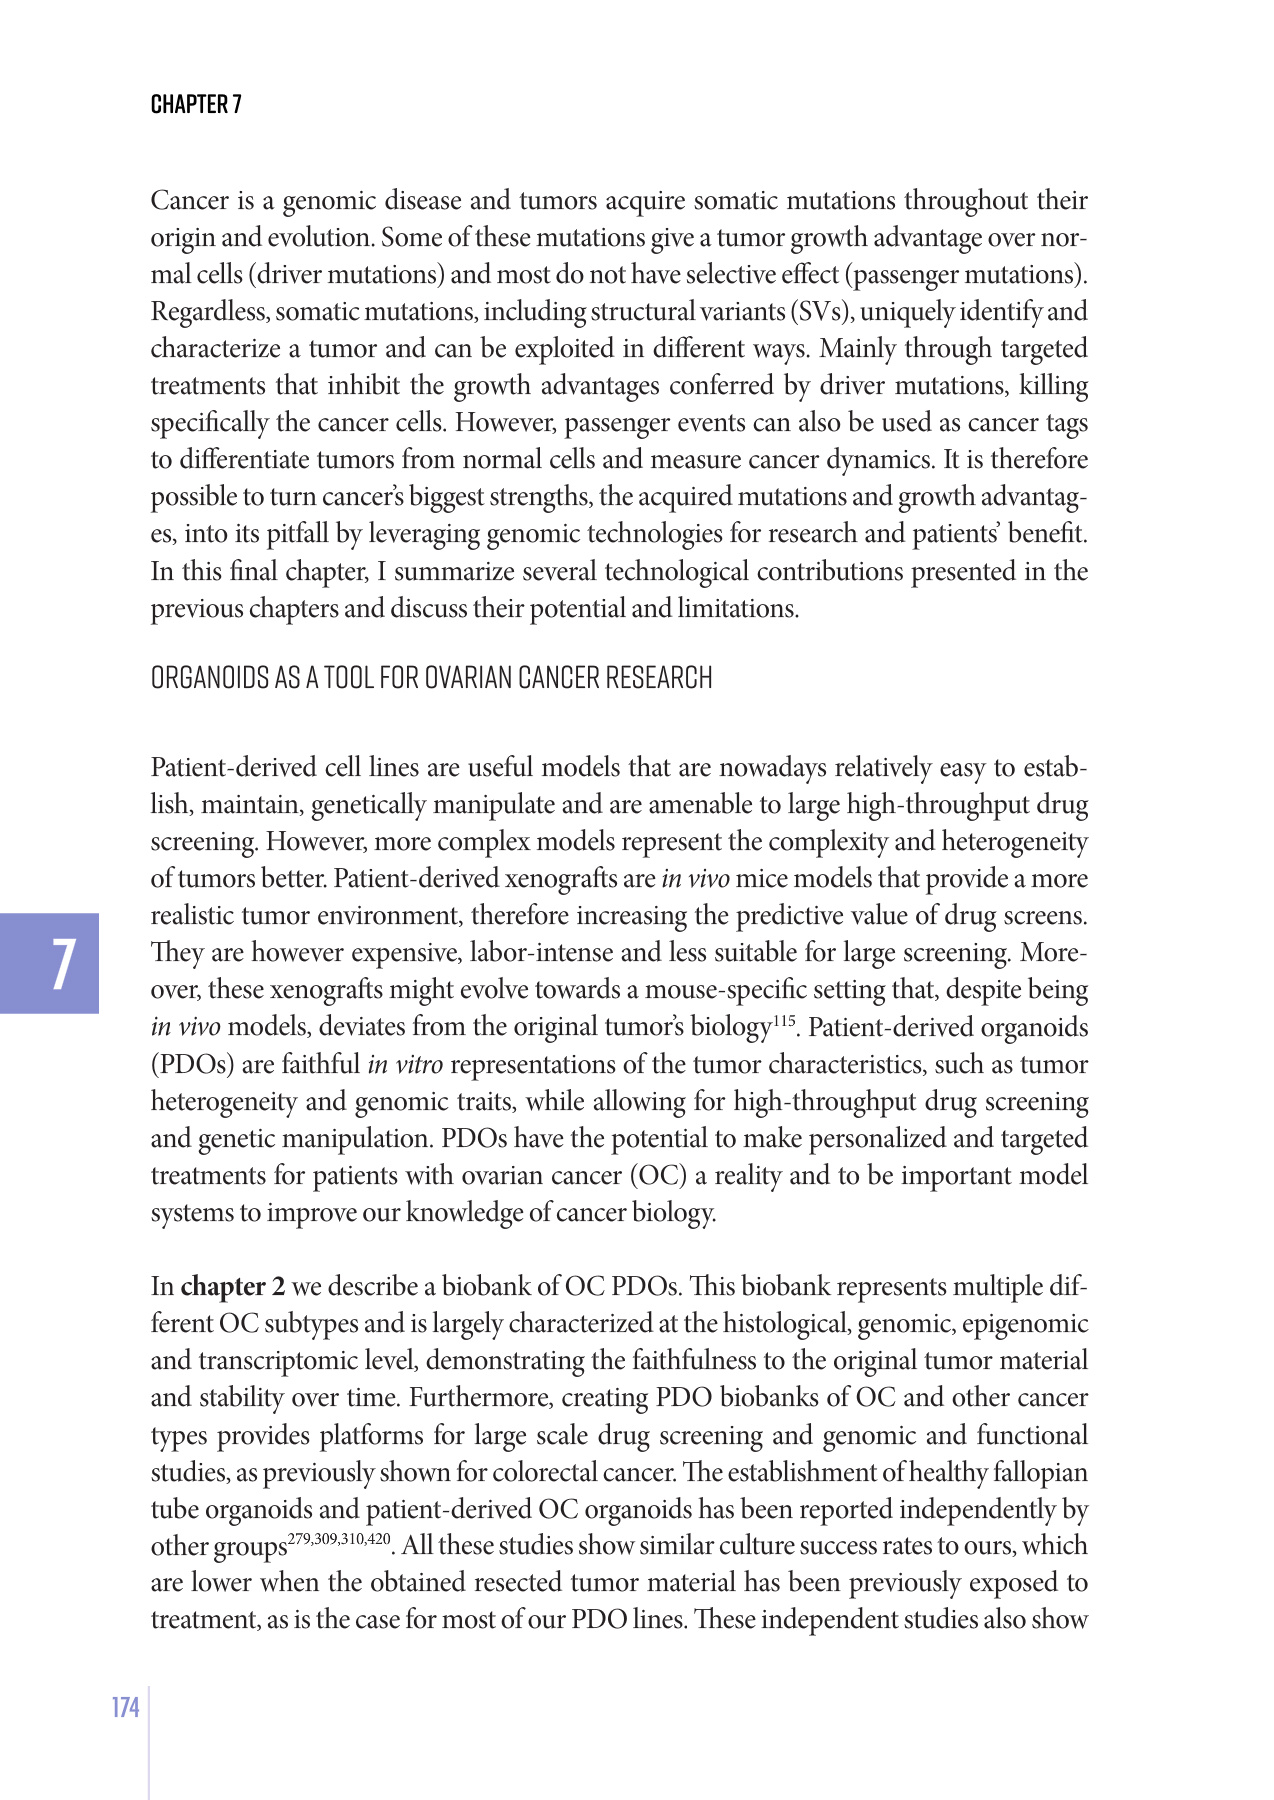 CHAPTER 7
Cancer is a genomic disease and tumors acquire somatic mutations throughout their
origin and evolution. Some of these mutations give a tumor growth advantage over nor-
mal cells (driver mutations) and most do not have selective effect (passenger mutations).
Regardless, somatic mutations, including structural variants (SVs), uniquely identify and
characterize a tumor and can be exploited in different ways. Mainly through targeted
treatments that inhibit the growth advantages conferred by driver mutations, killing
specifically the cancer cells. However, passenger events can also be used as cancer tags
to differentiate tumors from normal cells and measure cancer dynamics. It is therefore
possible to turn cancer’s biggest strengths, the acquired mutations and growth advantag-
es, into its pitfall by leveraging genomic technologies for research and patients’ benefit.
In this final chapter, I summarize several technological contributions presented in the
previous chapters and discuss their potential and limitations.
ORGANOIDS AS A TOOL FOR OVARIAN CANCER RESEARCH
Patient-derived cell lines are useful models that are nowadays relatively easy to estab-
lish, maintain, genetically manipulate and are amenable to large high-throughput drug
screening. However, more complex models represent the complexity and heterogeneity
of tumors better. Patient-derived xenografts are in vivo mice models that provide a more
realistic tumor environment, therefore increasing the predictive value of drug screens.
They are however expensive, labor-intense and less suitable for large screening. More-
over, these xenografts might evolve towards a mouse-specific setting that, despite being
in vivo models, deviates from the original tumor’s biology115. Patient-derived organoids
(PDOs) are faithful in vitro representations of the tumor characteristics, such as tumor
heterogeneity and genomic traits, while allowing for high-throughput drug screening
and genetic manipulation. PDOs have the potential to make personalized and targeted
treatments for patients with ovarian cancer (OC) a reality and to be important model
systems to improve our knowledge of cancer biology.
In chapter 2 we describe a biobank of OC PDOs. This biobank represents multiple dif-
ferent OC subtypes and is largely characterized at the histological, genomic, epigenomic
and transcriptomic level, demonstrating the faithfulness to the original tumor material
and stability over time. Furthermore, creating PDO biobanks of OC and other cancer
types provides platforms for large scale drug screening and genomic and functional
studies, as previously shown for colorectal cancer. The establishment of healthy fallopian
tube organoids and patient-derived OC organoids has been reported independently by
other groups279,309,310,420. All these studies show similar culture success rates to ours, which
are lower when the obtained resected tumor material has been previously exposed to
treatment, as is the case for most of our PDO lines. These independent studies also show
7
174